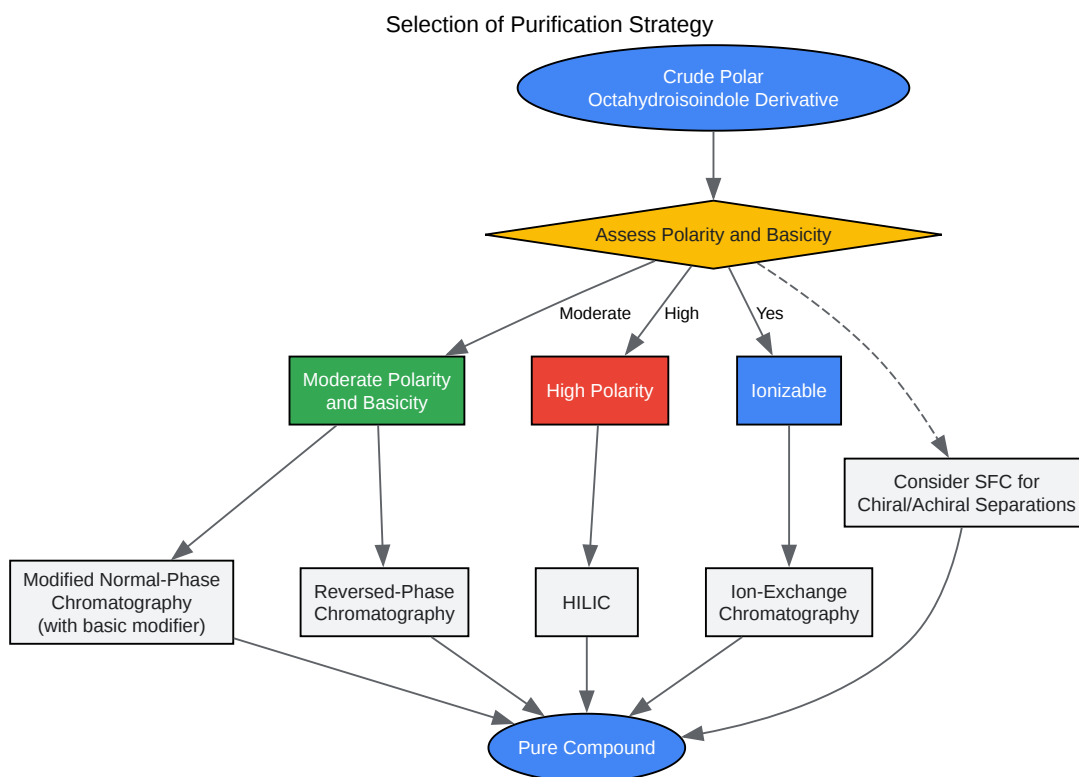 Selection of Purification Strategy
Crude Polar
Octahydroisoindole Derivative
Assess Polarity and Basicity
Moderate
High
Yes
Moderate Polarity
and Basicity
High Polarity
Ionizable
Consider SFC for
Chiral/Achiral Separations
Modified Normal-Phase
Chromatography
(with basic modifier)
Reversed-Phase
Chromatography
HILIC
Ion-Exchange
Chromatography
Pure Compound